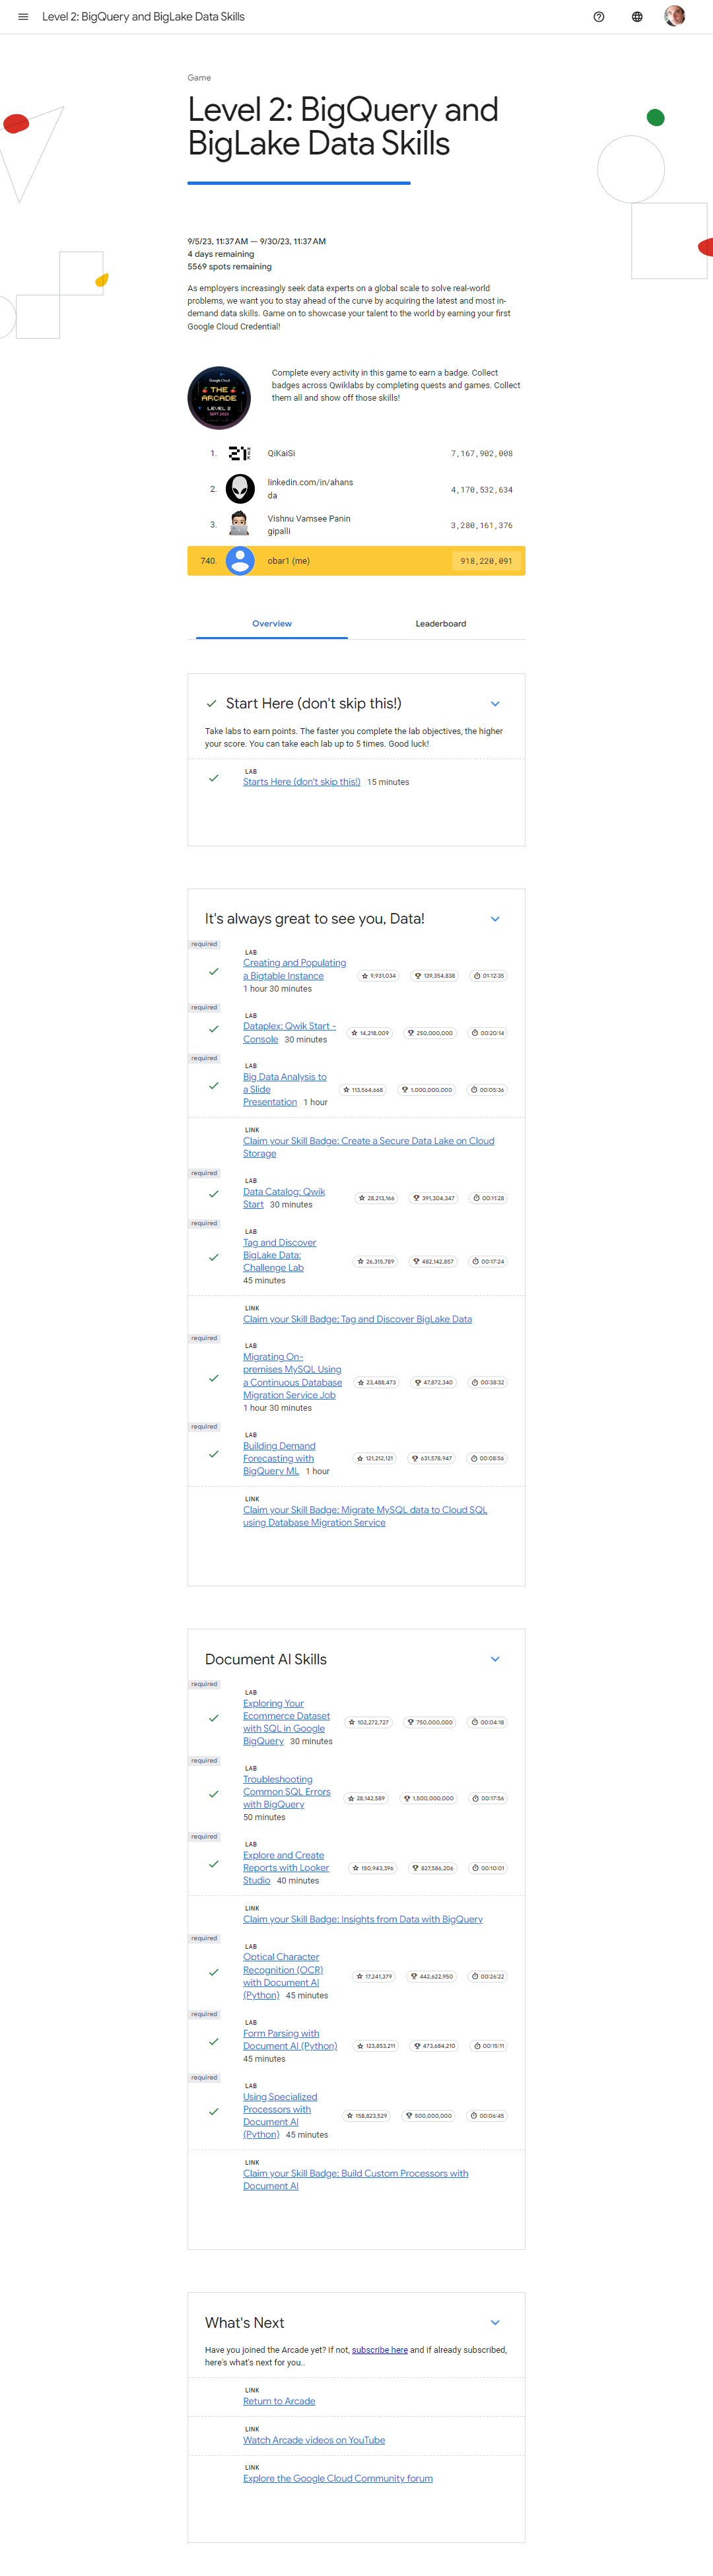 Level 2: BigQuery and BigLake Data Skills
Game
Level 2: BigQuery and
BigLake Data Skills
9/5/23, 11:37 AM — 9/30/23, 11:37 AM
4 days remaining
5569 spots remaining
As employers increasingly seek data experts on a global scale to solve real-world
problems, we want you to stay ahead of the curve by acquiring the latest and most in-
demand data skills. Game on to showcase your talent to the world by earning your first
Google Cloud Credential!
Google Cloud
THE
ARCADE
LEVEL 2
SEPT 2023
Complete every activity in this game to earn a badge. Collect
badges across Qwiklabs by completing quests and games. Collect
them all and show off those skills!
1. QiKaiSi 7,167,902,008
2. linkedin.com/in/ahans
da 4,170,532,634
3. Vishnu Vamsee Panin
gipalli 3,280,161,376
740. obar1 (me) 918,220,091
Overview Leaderboard
Start Here (don't skip this!)
Take labs to earn points. The faster you complete the lab objectives, the higher
your score. You can take each lab up to 5 times. Good luck!
LAB
Starts Here (don't skip this!) 15 minutes
It's always great to see you, Data!
required
LAB
Creating and Populating
a Bigtable Instance 9,931,034 139,354,838 01:12:35
1 hour 30 minutes
required
LAB
Dataplex: Qwik Start -
Console 30 minutes 14,218,009 250,000,000 00:20:14
required
LAB
Big Data Analysis to
a Slide 113,564,668 1,000,000,000 00:05:36
Presentation 1 hour
LINK
Claim your Skill Badge: Create a Secure Data Lake on Cloud
Storage
required
LAB
Data Catalog: Qwik
Start 30 minutes 28,213,166 391,304,347 00:11:28
required
LAB
Tag and Discover
BigLake Data:
Challenge Lab 26,315,789 482,142,857 00:17:24
45 minutes
LINK
Claim your Skill Badge: Tag and Discover BigLake Data
required
LAB
Migrating On-
premises MySQL Using
a Continuous Database 23,488,473 47,872,340 00:38:32
Migration Service Job
1 hour 30 minutes
required
LAB
Building Demand
Forecasting with 121,212,121 631,578,947 00:08:56
BigQuery ML 1 hour
LINK
Claim your Skill Badge: Migrate MySQL data to Cloud SQL
using Database Migration Service
Document AI Skills
required
LAB
Exploring Your
Ecommerce Dataset 102,272,727 750,000,000 00:04:18
with SQL in Google
BigQuery 30 minutes
required
LAB
Troubleshooting
Common SQL Errors 28,142,589 1,500,000,000 00:17:56
with BigQuery
50 minutes
required
LAB
Explore and Create
Reports with Looker 150,943,396 827,586,206 00:10:01
Studio 40 minutes
LINK
Claim your Skill Badge: Insights from Data with BigQuery
required
LAB
Optical Character
Recognition (OCR) 17,241,379 442,622,950 00:26:22
with Document AI
(Python) 45 minutes
required
LAB
Form Parsing with
Document AI (Python) 123,853,211 473,684,210 00:15:11
45 minutes
required
LAB
Using Specialized
Processors with 158,823,529 500,000,000 00:06:45
Document AI
(Python) 45 minutes
LINK
Claim your Skill Badge: Build Custom Processors with
Document AI
What's Next
Have you joined the Arcade yet? If not, subscribe here and if already subscribed,
here's what's next for you..
LINK
Return to Arcade
LINK
Watch Arcade videos on YouTube
LINK
Explore the Google Cloud Community forum